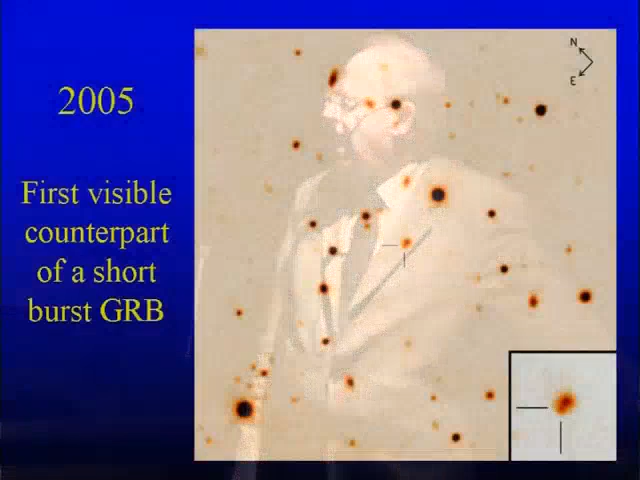 2005
First visible
counterpart
of a short
burst GRB
N
E